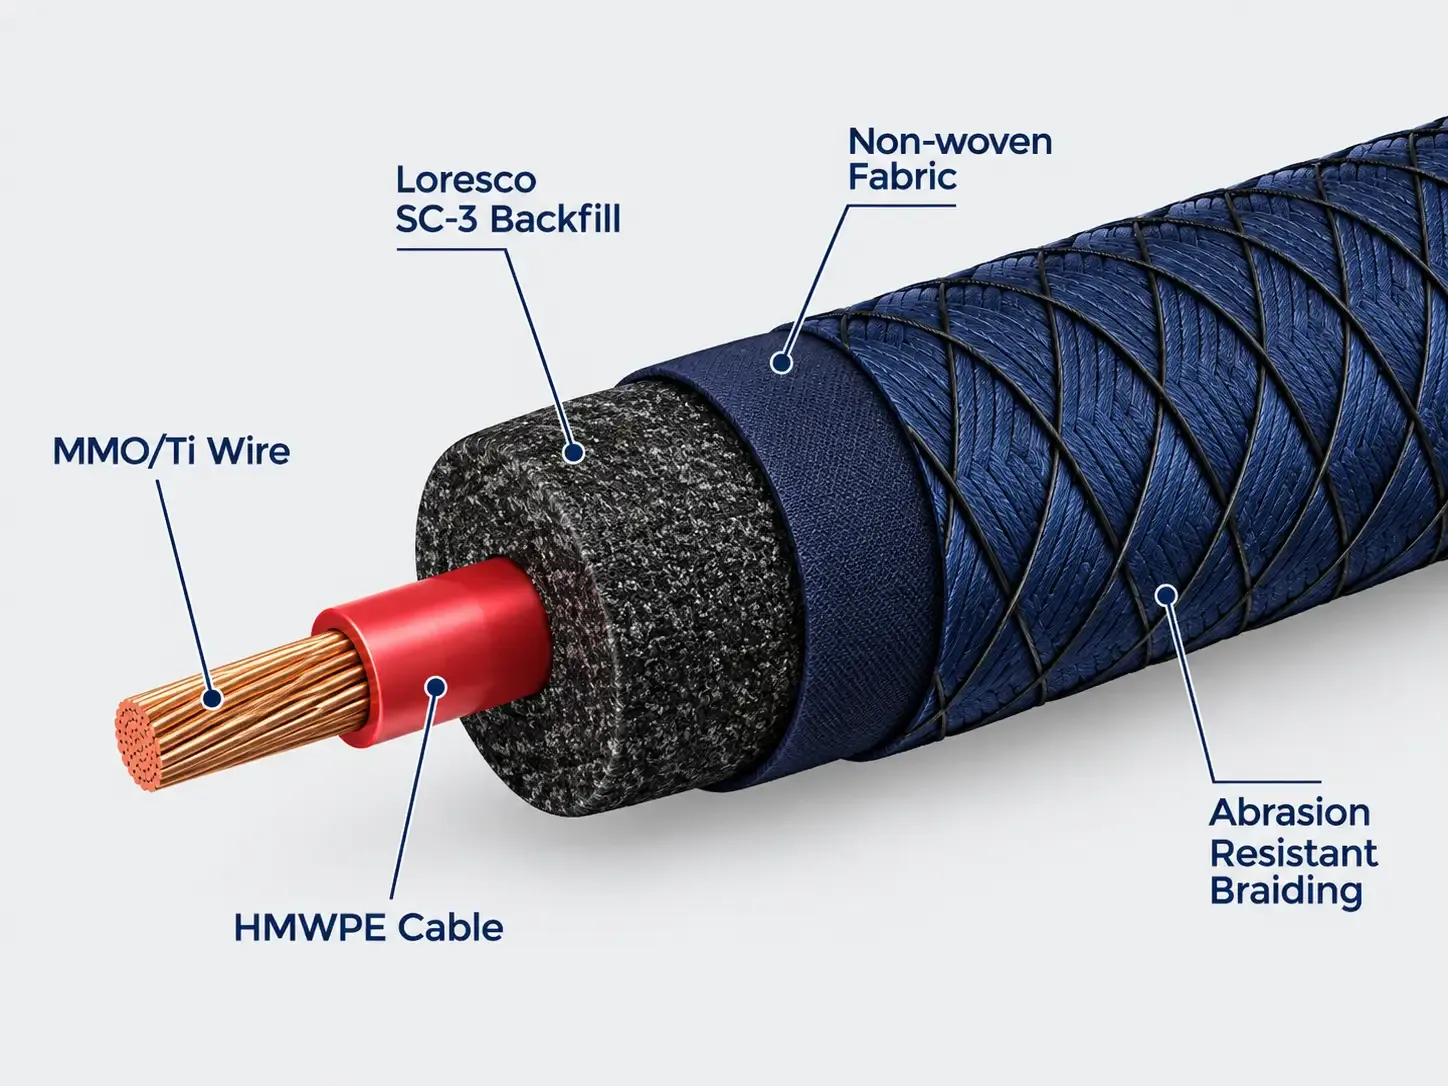 Non-woven
Fabric
Loresco
SC-3 Backfill
MMO/Ti Wire
Abrasion
Resistant
Braiding
HMWPE Cable